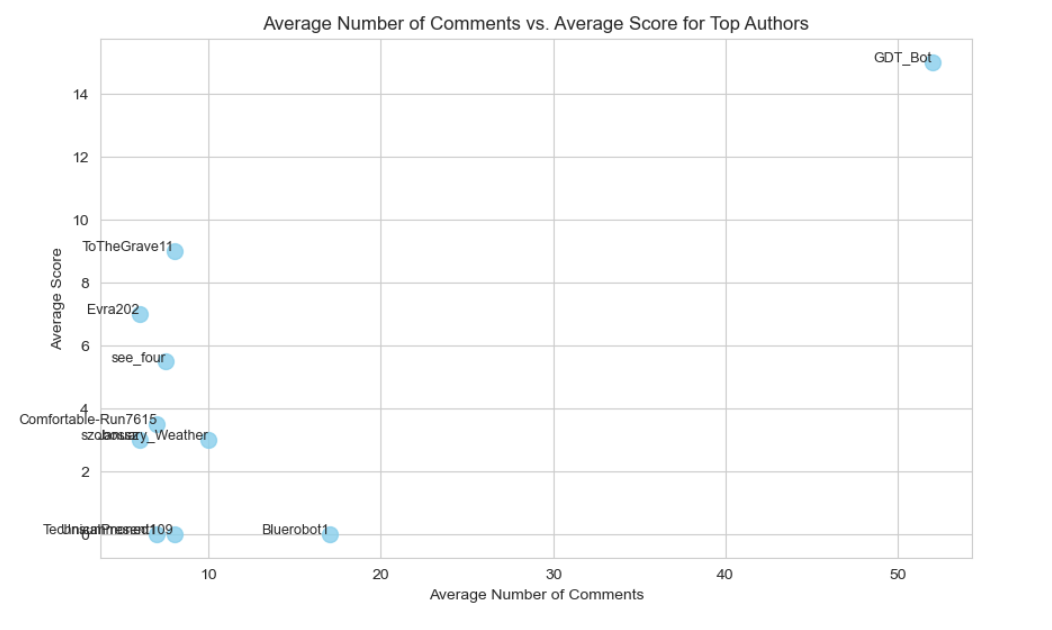 Average Number of Comments vs. Average Score for Top Authors
GDT_Bot
14
12
10
ToTheGrave11
8
Evra202
6
see_four
4
Comfortable-Run7615
January_Weather
2
Bluerobot1
0
10
20
30
40
50
Average Score
Average Number of Comments